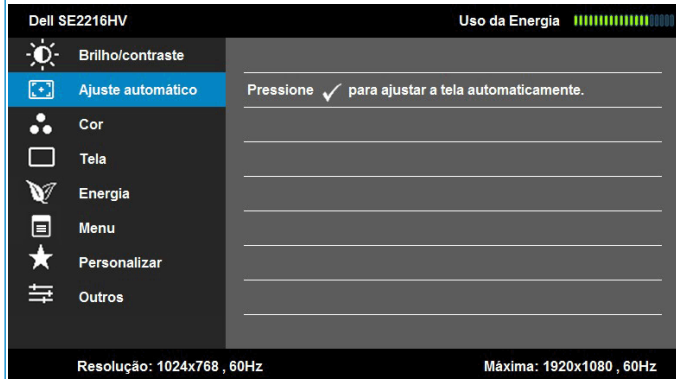 Dell SE2216HV Uso da Energia
Brilho/contraste
Ajuste automático Pressione ✓ para ajustar a tela automaticamente.
Cor
Tela
Energia
Menu
Personalizar
Outros
Resolução: 1024x768 , 60Hz Máxima: 1920x1080 , 60Hz